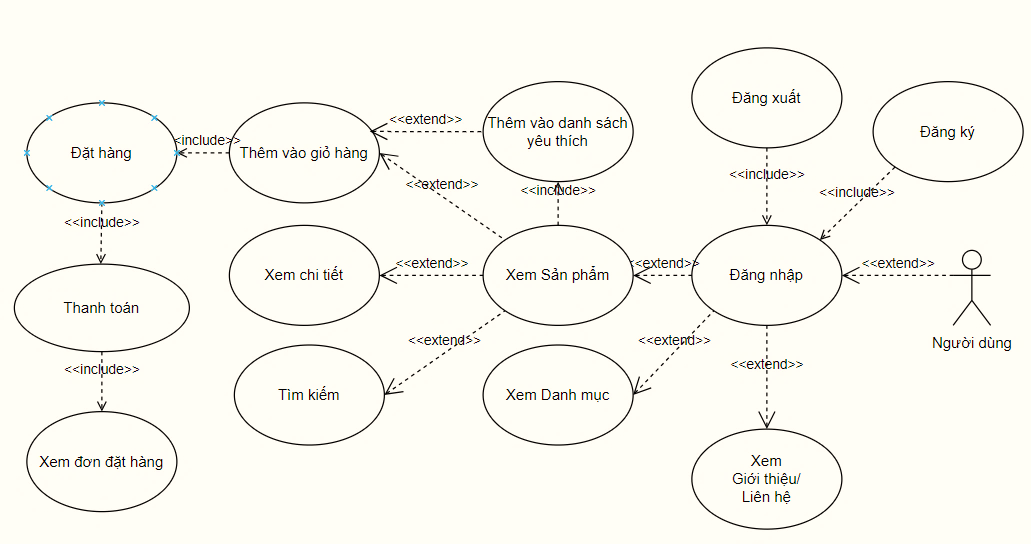 Đăng xuất
Đăng ký
Đặt hàng
<include>>
Thêm vào giỏ hàng
<<extend>>
Thêm vào danh sách
yêu thích
<<extend>>
<<include>>
<<include>>
<<include>>
<<include>>
Xem chi tiết
<<extend>>
Xem Sản phẩm
<<extend>>
Đăng nhập
<<extend>>
Người dùng
Thanh toán
<<extend>>
<<extend>>
<<extend>>
<<include>>
Tìm kiếm
Xem Danh mục
Xem đơn đặt hàng
Xem
Giới thiệu/
Liên hệ